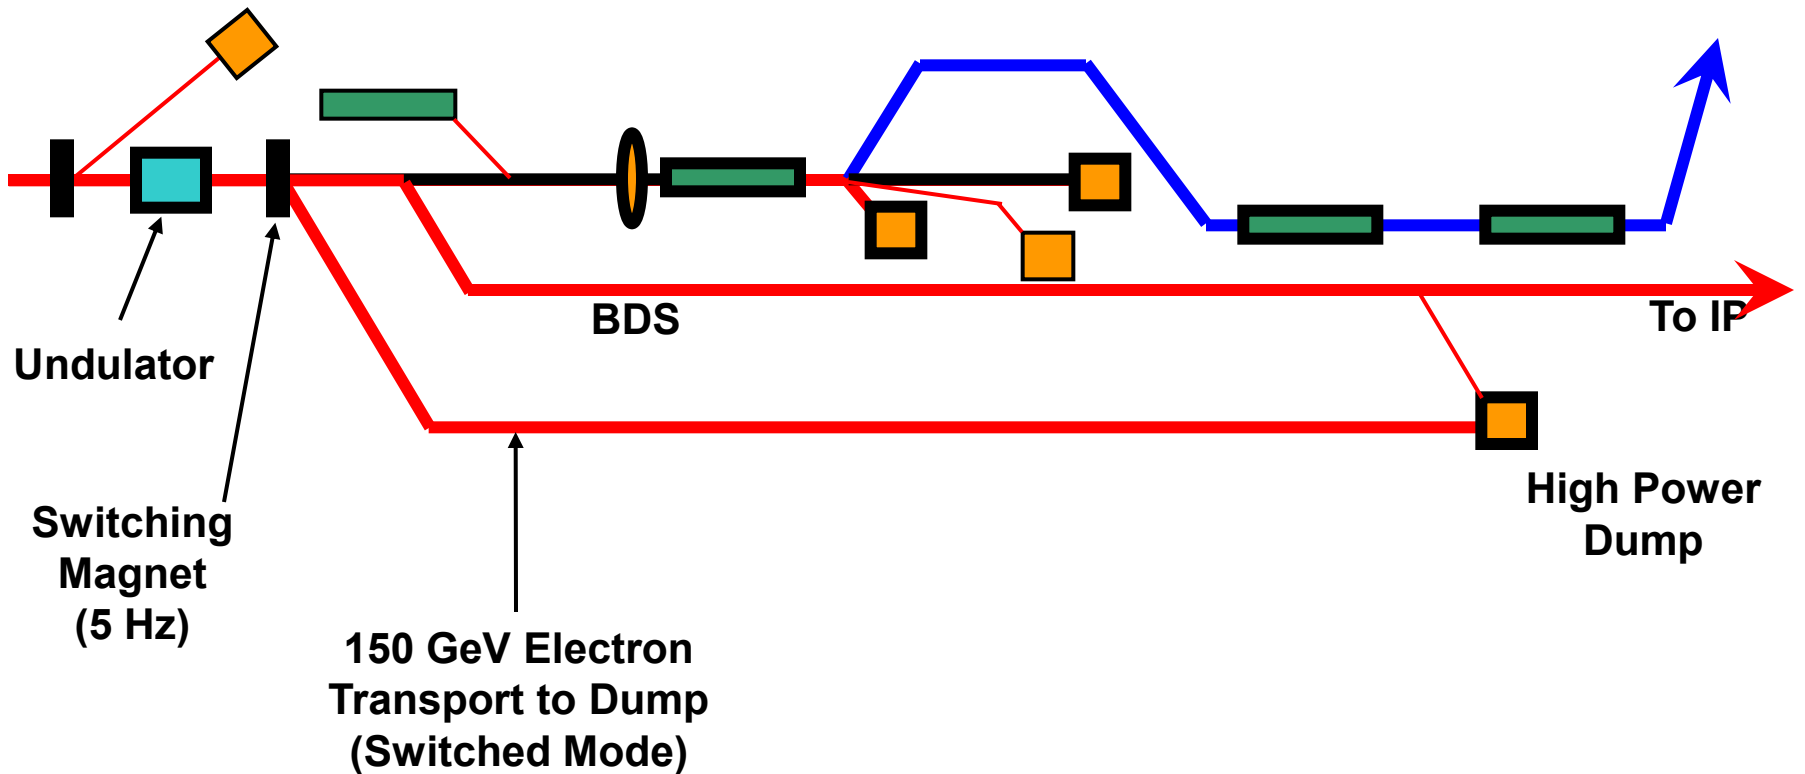 BDS
To IP
Undulator
High Power
Dump
Switching
Magnet
(5 Hz)
150 GeV Electron
Transport to Dump
(Switched Mode)